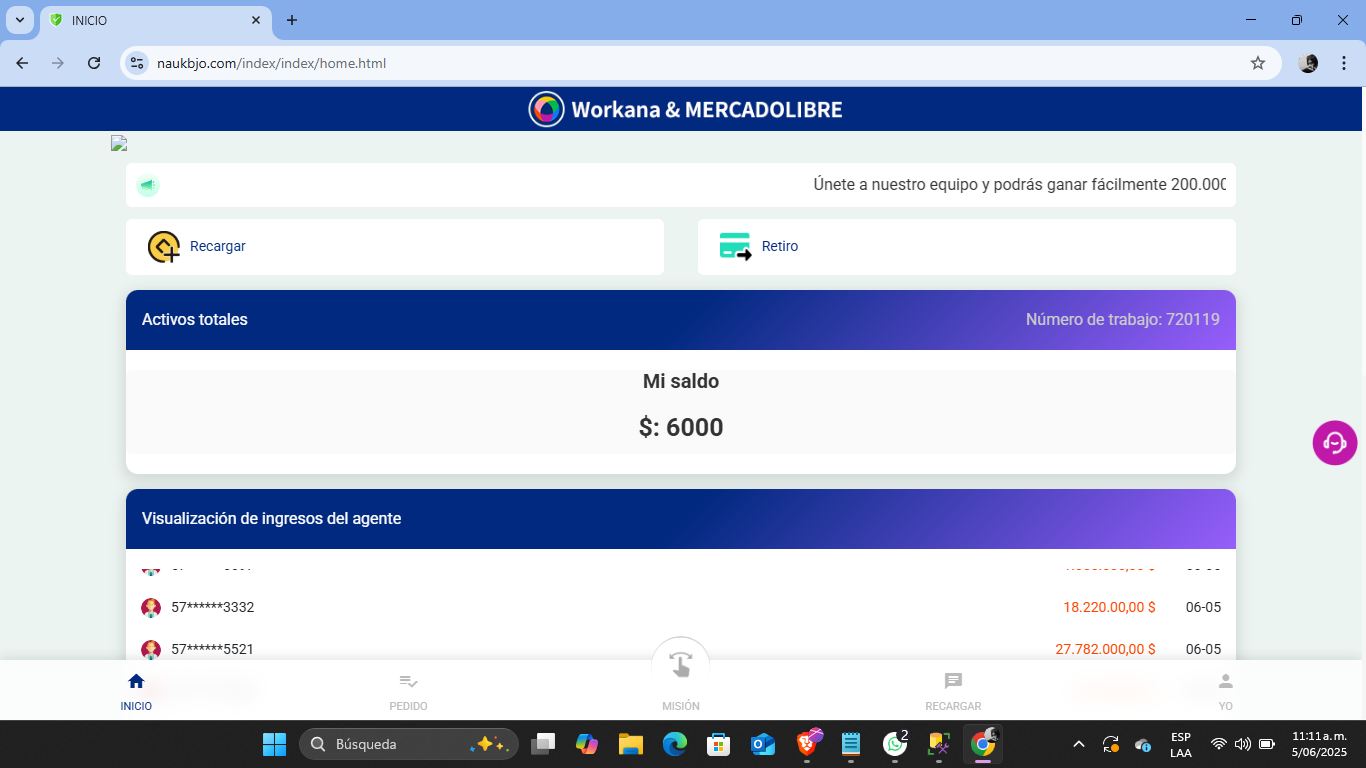 INICIO
naukbjo.com/index/index/home.html
Workana & MERCADOLIBRE
Únete a nuestro equipo y podrás ganar fácilmente 200.000
Recargar
Retiro
Activos totales
Número de trabajo: 720119
Mi saldo
$: 6000
Visualización de ingresos del agente
57******3332 18.220.00,00 $ 06-05
57******5521 27.782.000,00 $ 06-05
INICIO
PEDIDO
MISIÓN
RECARGAR
YO
Búsqueda
2
ESP
LAA
11:11 a. m.
5/06/2025